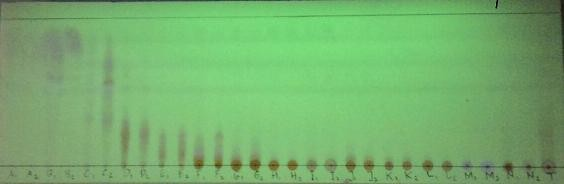 A₁ A₂ B₁ B₂ C₁ C₂ D₁ D₂ E₁ E₂ F₁ F₂ G₁ G₂ H₁ H₂ I₁ I₂ J₁ J₂ K₁ K₂ L₁ L₂ M₁ M₂ N₁ N₂ T